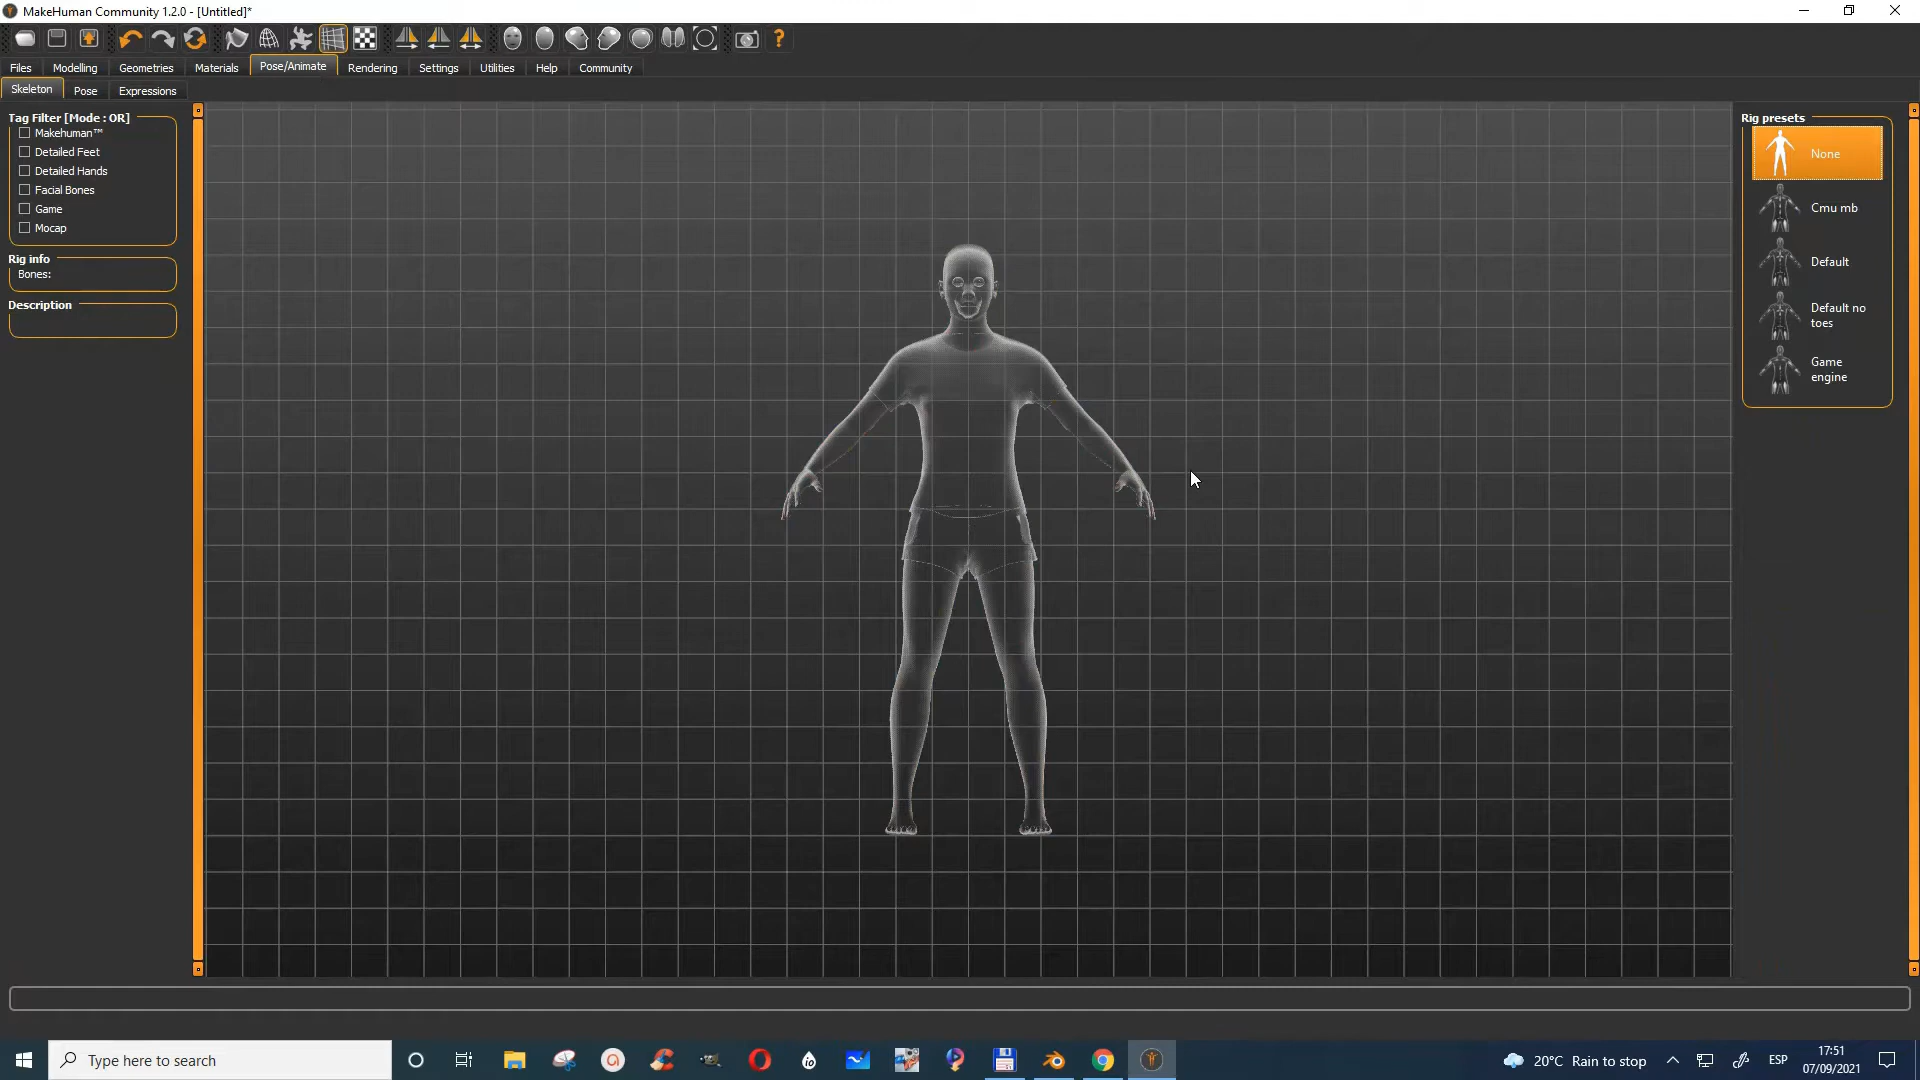 MakeHuman Community 1.2.0 - [Untitled]*
Files Modelling Geometries Materials Pose/Animate Rendering Settings Utilities Help Community
Skeleton Pose Expressions
Tag Filter [Mode : OR]
Makehuman™
Detailed Feet
Detailed Hands
Facial Bones
Game
Mocap
Rig info
Bones:
Description
Rig presets
None
Cmu mb
Default
Default no
toes
Game
engine
Type here to search
20°C Rain to stop
ESP
17:51
07/09/2021